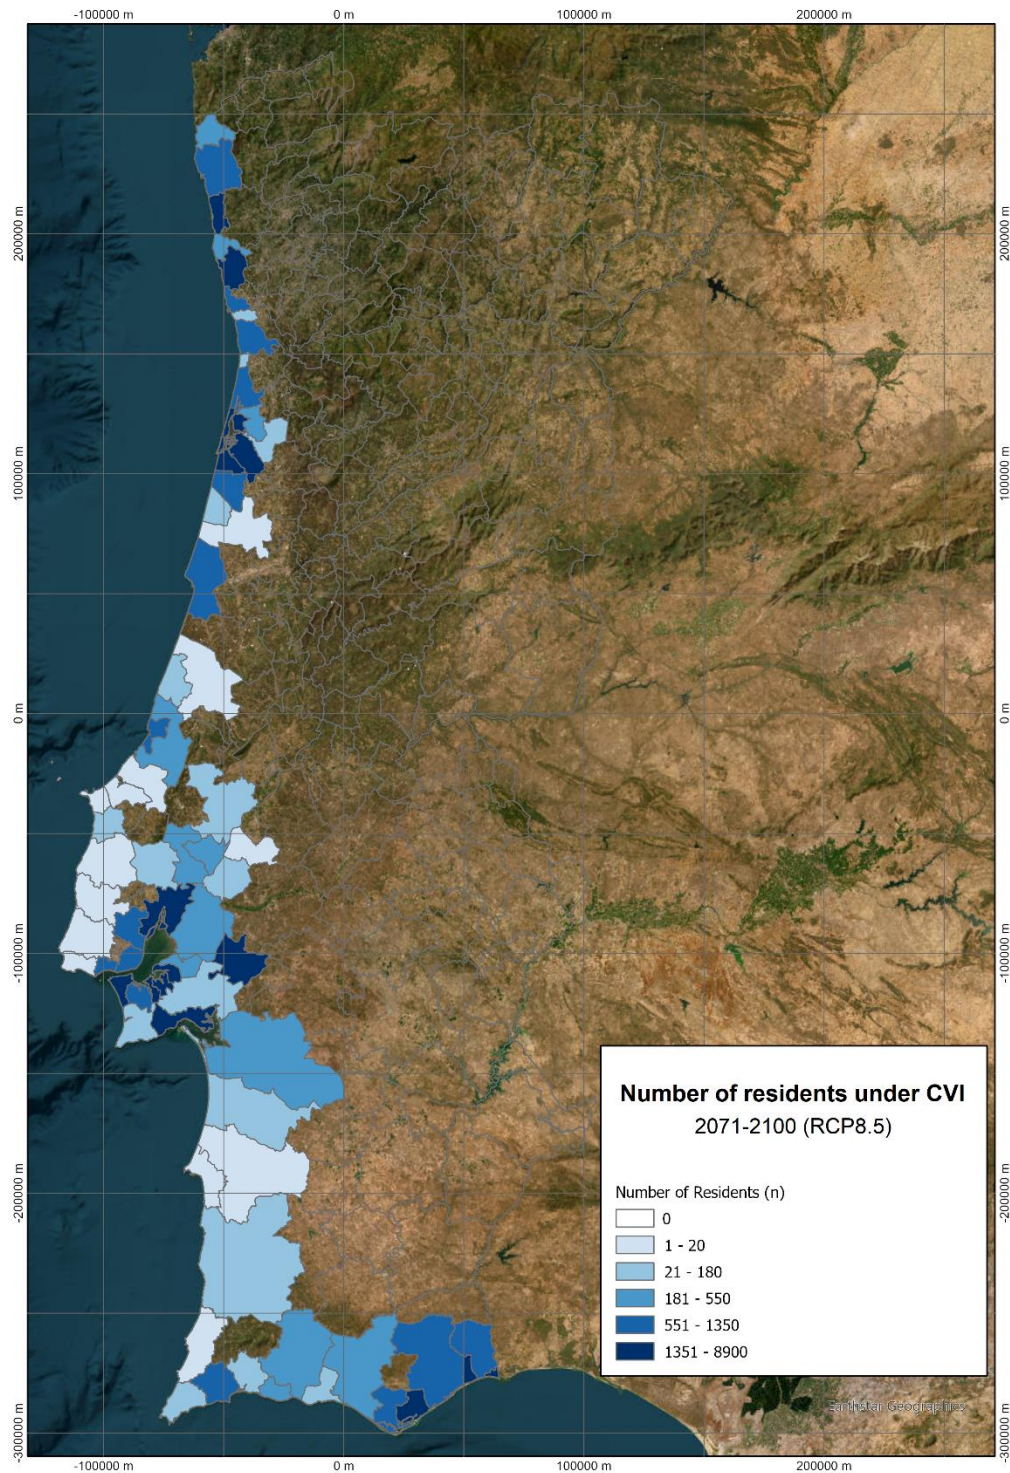 -100000 m
0 m
100000 m
200000 m
200000 m
200000 m
100000 m
100000 m
0 m
0 m
-100000 m
-100000 m
-200000 m
-200000 m
-300000 m
-300000 m
Number of residents under CVI
2071-2100 (RCP8.5)
Number of Residents (n)
0
1 - 20
21 - 180
181 - 550
551 - 1350
1351 - 8900
Earthstar Geographics
-100000 m
0 m
100000 m
200000 m